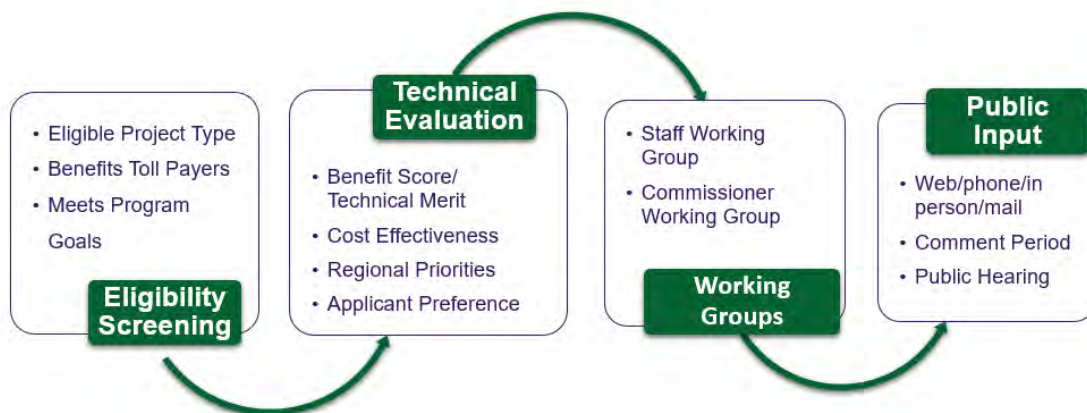 • Eligible Project Type
• Benefits Toll Payers
• Meets Program
Goals
Eligibility
Screening
Technical
Evaluation
• Benefit Score/
Technical Merit
• Cost Effectiveness
• Regional Priorities
• Applicant Preference
• Staff Working
Group
• Commissioner
Working Group
Working
Groups
Public
Input
• Web/phone/in
person/mail
• Comment Period
• Public Hearing